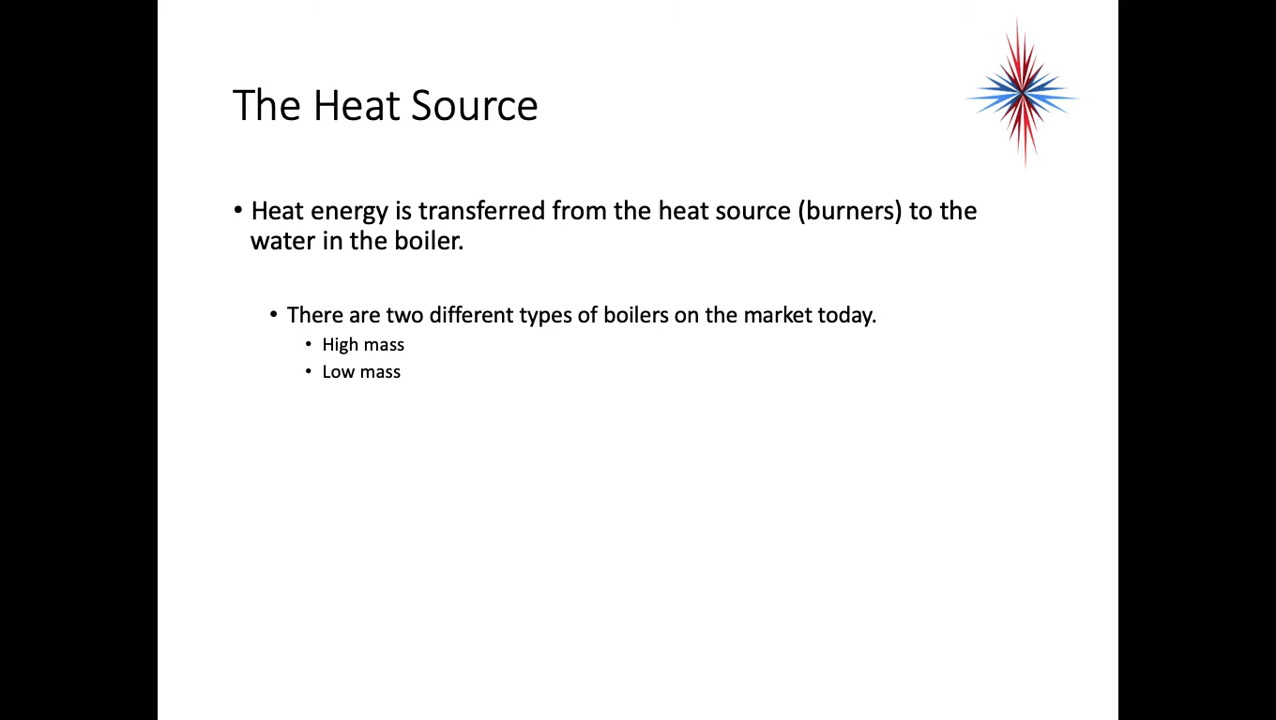 The Heat Source
• Heat energy is transferred from the heat source (burners) to the
water in the boiler.
• There are two different types of boilers on the market today.
• High mass
• Low mass